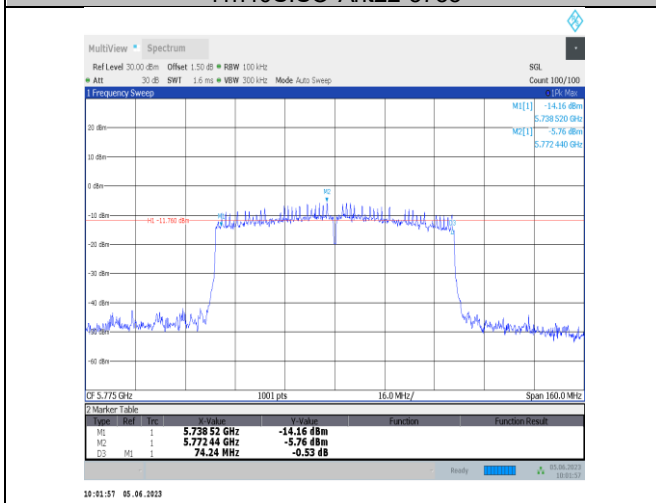 MultiView Spectrum
Ref Level 30.00 dBm Offset 1.50 dB RBW 100 kHz SGL
Att 30 dB SWT 1.6 ms VBW 300 kHz Mode Auto Sweep Count 100/100
1 Frequency Sweep 1Pk Max
M1[1] -14.16 dBm
5.738 520 GHz
M2[1] -5.76 dBm
5.772 440 GHz
20 dBm
10 dBm
0 dBm
M2
-10 dBm
H1 -11.760 dBm
-20 dBm
-30 dBm
-40 dBm
-50 dBm
-60 dBm
CF 5.775 GHz 1001 pts 16.0 MHz/ Span 160.0 MHz
2 Marker Table
Type Ref Trc X-Value Y-Value Function Function Result
M1 1 5.738 52 GHz -14.16 dBm
M2 1 5.772 44 GHz -5.76 dBm
D3 M1 1 74.24 MHz -0.53 dB
Ready 05.06.2023
10:01:57
10:01:57 05.06.2023